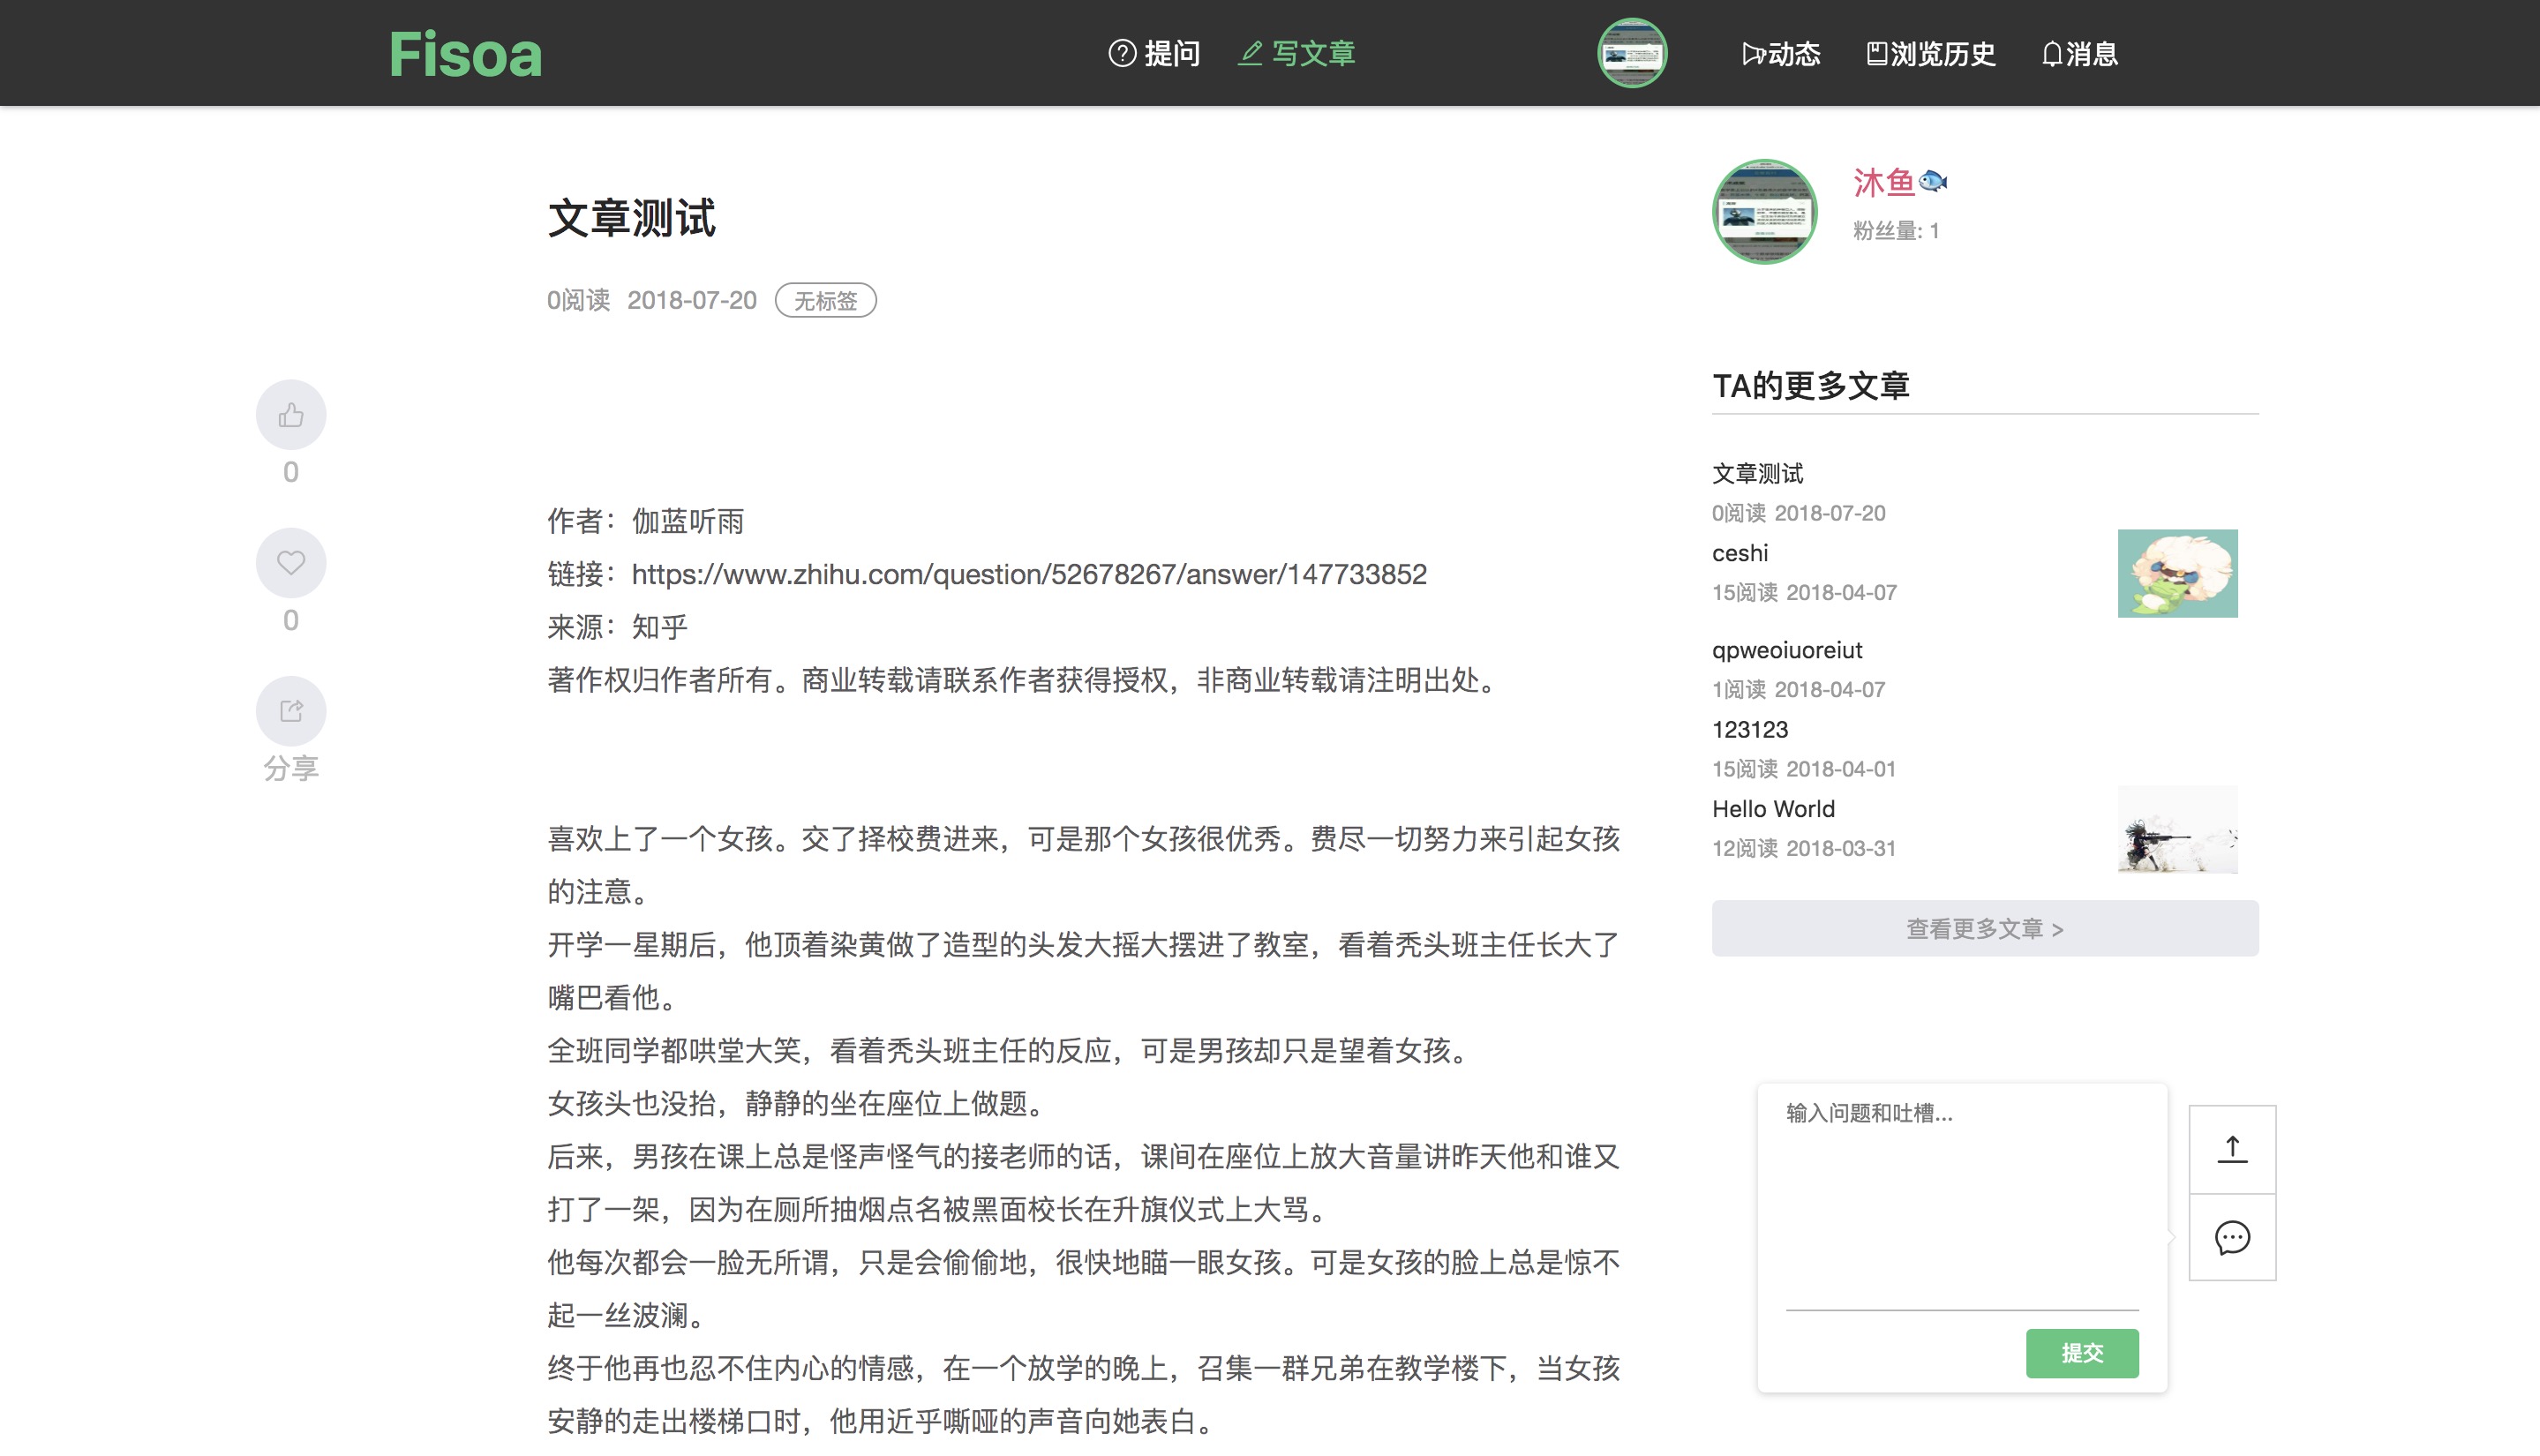 Fisoa
提问
写文章
动态
浏览历史
消息
文章测试
0阅读 2018-07-20 无标签
0
0
分享
作者：伽蓝听雨
链接：https://www.zhihu.com/question/52678267/answer/147733852
来源：知乎
著作权归作者所有。商业转载请联系作者获得授权，非商业转载请注明出处。
喜欢上了一个女孩。交了择校费进来，可是那个女孩很优秀。费尽一切努力来引起女孩
的注意。
开学一星期后，他顶着染黄做了造型的头发大摇大摆进了教室，看着秃头班主任长大了
嘴巴看他。
全班同学都哄堂大笑，看着秃头班主任的反应，可是男孩却只是望着女孩。
女孩头也没抬，静静的坐在座位上做题。
后来，男孩在课上总是怪声怪气的接老师的话，课间在座位上放大音量讲昨天他和谁又
打了一架，因为在厕所抽烟点名被黑面校长在升旗仪式上大骂。
他每次都会一脸无所谓，只是会偷偷地，很快地瞄一眼女孩。可是女孩的脸上总是惊不
起一丝波澜。
终于他再也忍不住内心的情感，在一个放学的晚上，召集一群兄弟在教学楼下，当女孩
安静的走出楼梯口时，他用近乎嘶哑的声音向她表白。
沐鱼🐟
粉丝量: 1
TA的更多文章
文章测试
0阅读 2018-07-20
ceshi
15阅读 2018-04-07
qpweoiuoreiut
1阅读 2018-04-07
123123
15阅读 2018-04-01
Hello World
12阅读 2018-03-31
查看更多文章 >
输入问题和吐槽...
提交